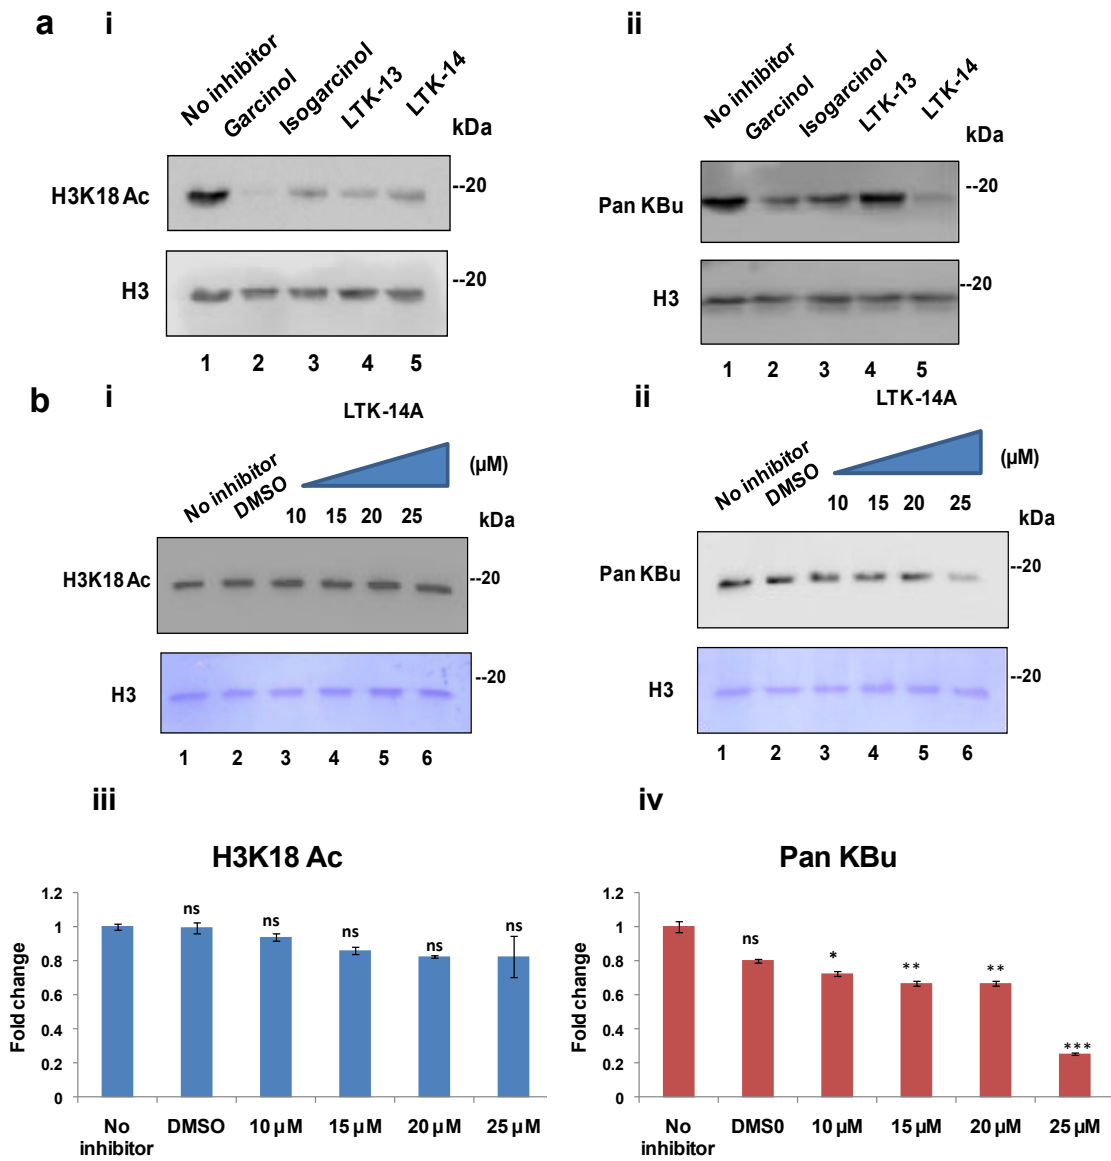 a i ii
No inhibitor Garcinol Isogarcinol LTK-13 LTK-14
kDa
H3K18 Ac --20
H3 --20
1 2 3 4 5
No inhibitor Garcinol Isogarcinol LTK-13 LTK-14
kDa
Pan KBu --20
H3 --20
1 2 3 4 5
b i ii
LTK-14A
No inhibitor DMSO (µM)
10 15 20 25
kDa
H3K18 Ac --20
H3 --20
1 2 3 4 5 6
LTK-14A
No inhibitor DMSO (µM)
10 15 20 25
kDa
Pan KBu --20
H3 --20
1 2 3 4 5 6
iii
H3K18 Ac
Fold change
1.2
1
0.8
0.6
0.4
0.2
0
ns ns ns ns ns
No inhibitor DMSO 10 µM 15 µM 20 µM 25 µM
iv
Pan KBu
Fold change
1.2
1
0.8
0.6
0.4
0.2
0
ns * ** ** ***
No inhibitor DMS0 10 µM 15 µM 20 µM 25 µM